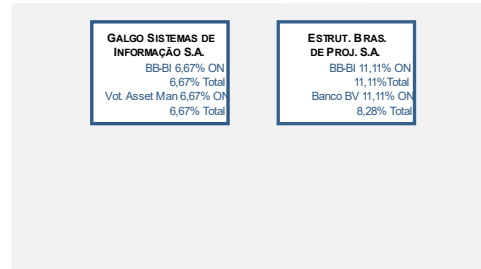 GALGO SISTEMAS DE
INFORMAÇÃO S.A.
BB-BI 6,67% ON
6,67% Total
Vot. Asset Man 6,67% ON
6,67% Total
ESTRUT. BRAS.
DE PROJ. S.A.
BB-BI 11,11% ON
11,11%Total
Banco BV 11,11% ON
8,28% Total